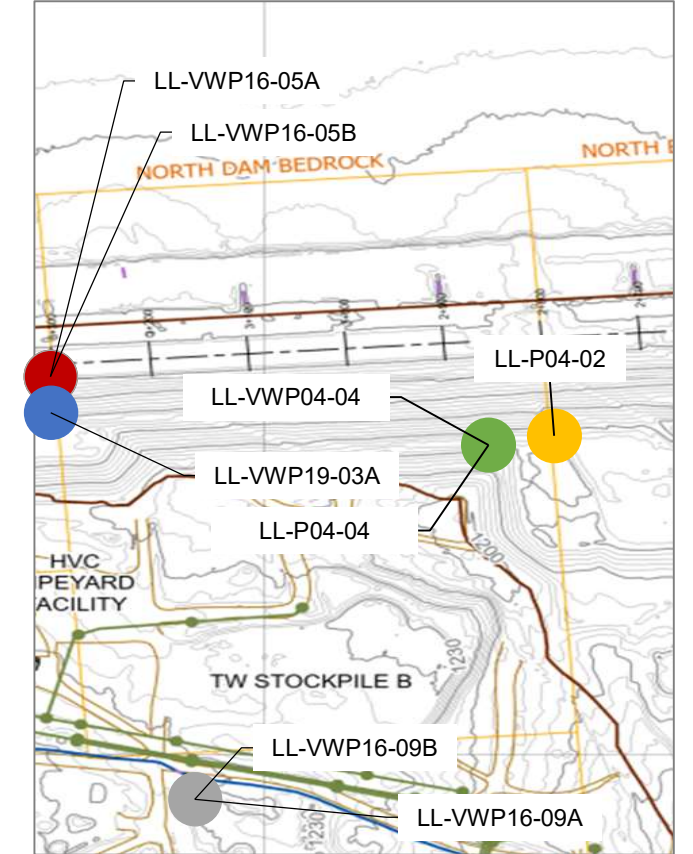 LL-VWP16-05A
LL-VWP16-05B
NORTH DAM BEDROCK
NORTH
LL-P04-02
LL-VWP04-04
LL-VWP19-03A
LL-P04-04
1200
HVC
PEYARD
ACILITY
1230
TW STOCKPILE B
LL-VWP16-09B
LL-VWP16-09A
1230